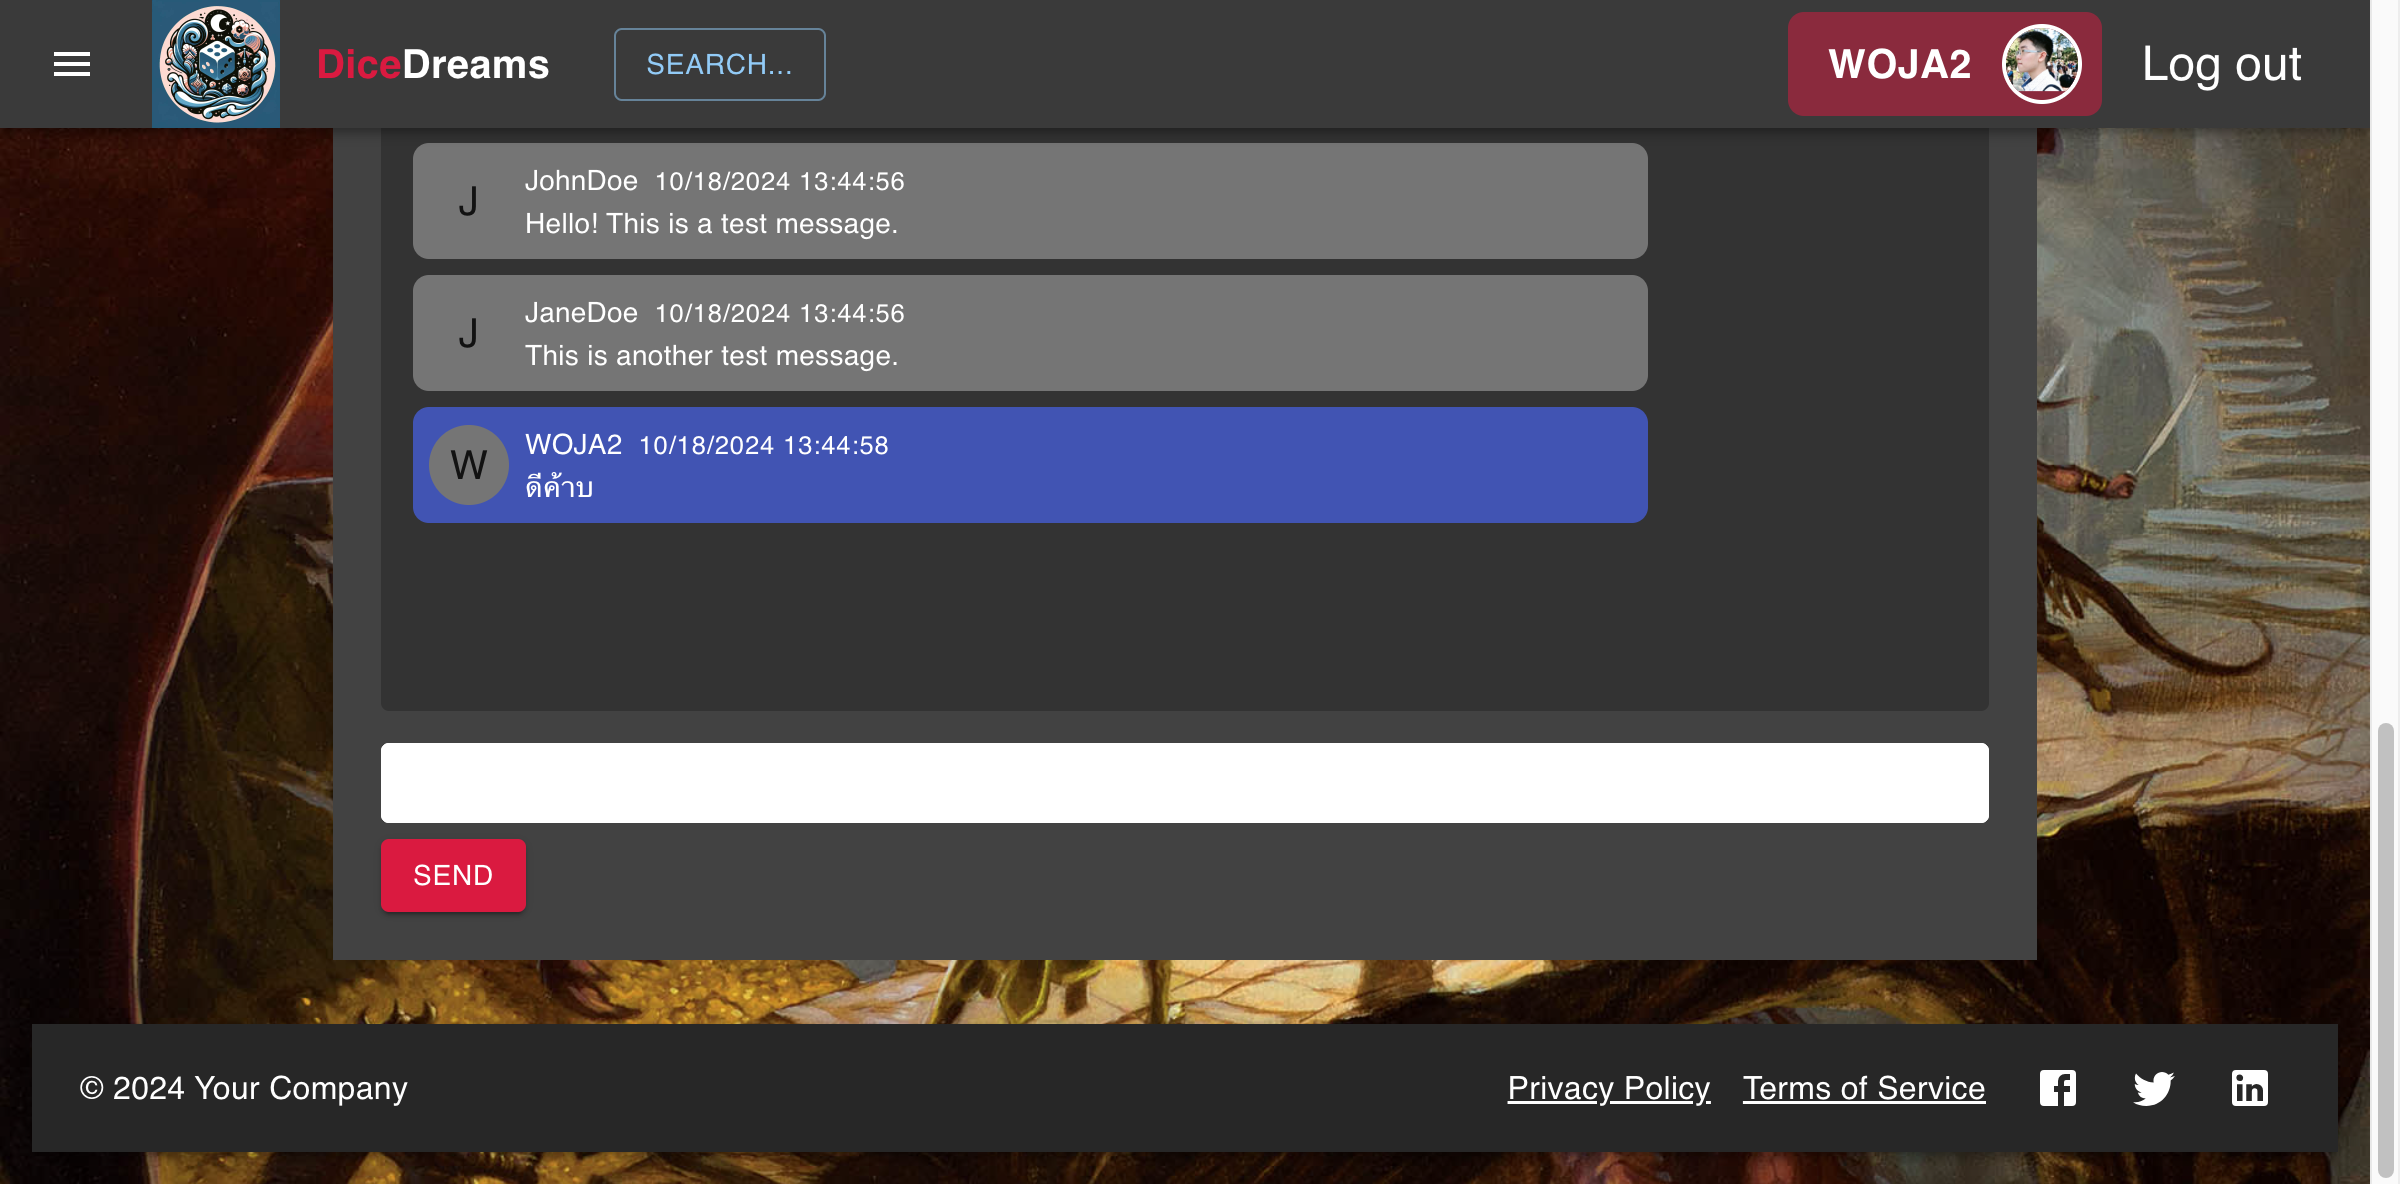 DiceDreams
SEARCH...
WOJA2
Log out
J
JohnDoe 10/18/2024 13:44:56
Hello! This is a test message.
J
JaneDoe 10/18/2024 13:44:56
This is another test message.
W
WOJA2 10/18/2024 13:44:58
ดีค้าบ
SEND
© 2024 Your Company
Privacy Policy
Terms of Service